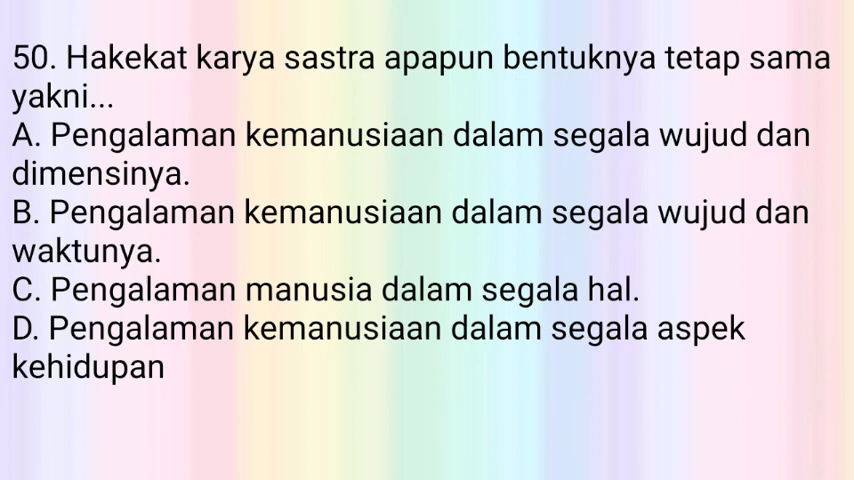 50. Hakekat karya sastra apapun bentuknya tetap sama
yakni...
A. Pengalaman kemanusiaan dalam segala wujud dan
dimensinya.
B. Pengalaman kemanusiaan dalam segala wujud dan
waktunya.
C. Pengalaman manusia dalam segala hal.
D. Pengalaman kemanusiaan dalam segala aspek
kehidupan